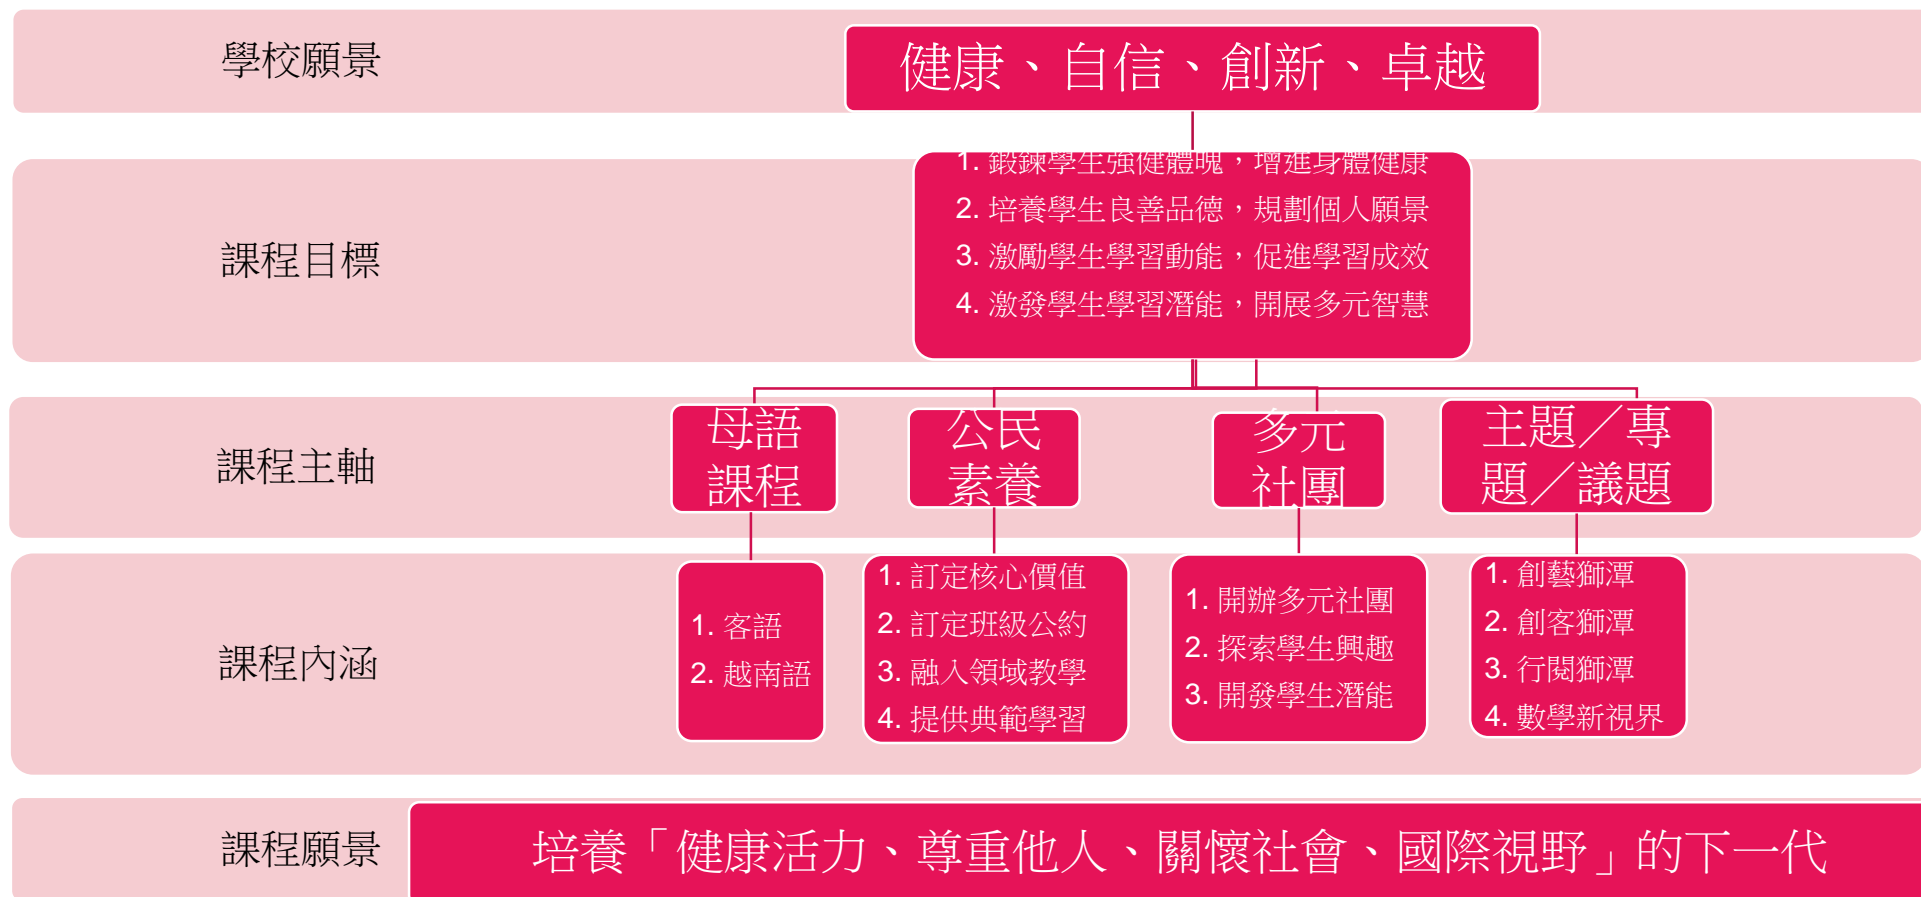 學校願景
健康、自信、創新、卓越
課程目標
1. 鍛鍊學生強健體魄，增進身體健康
2. 培養學生良善品德，規劃個人願景
3. 激勵學生學習動能，促進學習成效
4. 激發學生學習潛能，開展多元智慧
課程主軸
母語
課程
公民
素養
多元
社團
主題／專
題／議題
課程內涵
1. 客語
2. 越南語
1. 訂定核心價值
2. 訂定班級公約
3. 融入領域教學
4. 提供典範學習
1. 開辦多元社團
2. 探索學生興趣
3. 開發學生潛能
1. 創藝獅潭
2. 創客獅潭
3. 行閱獅潭
4. 數學新視界
課程願景
培養「健康活力、尊重他人、關懷社會、國際視野」的下一代